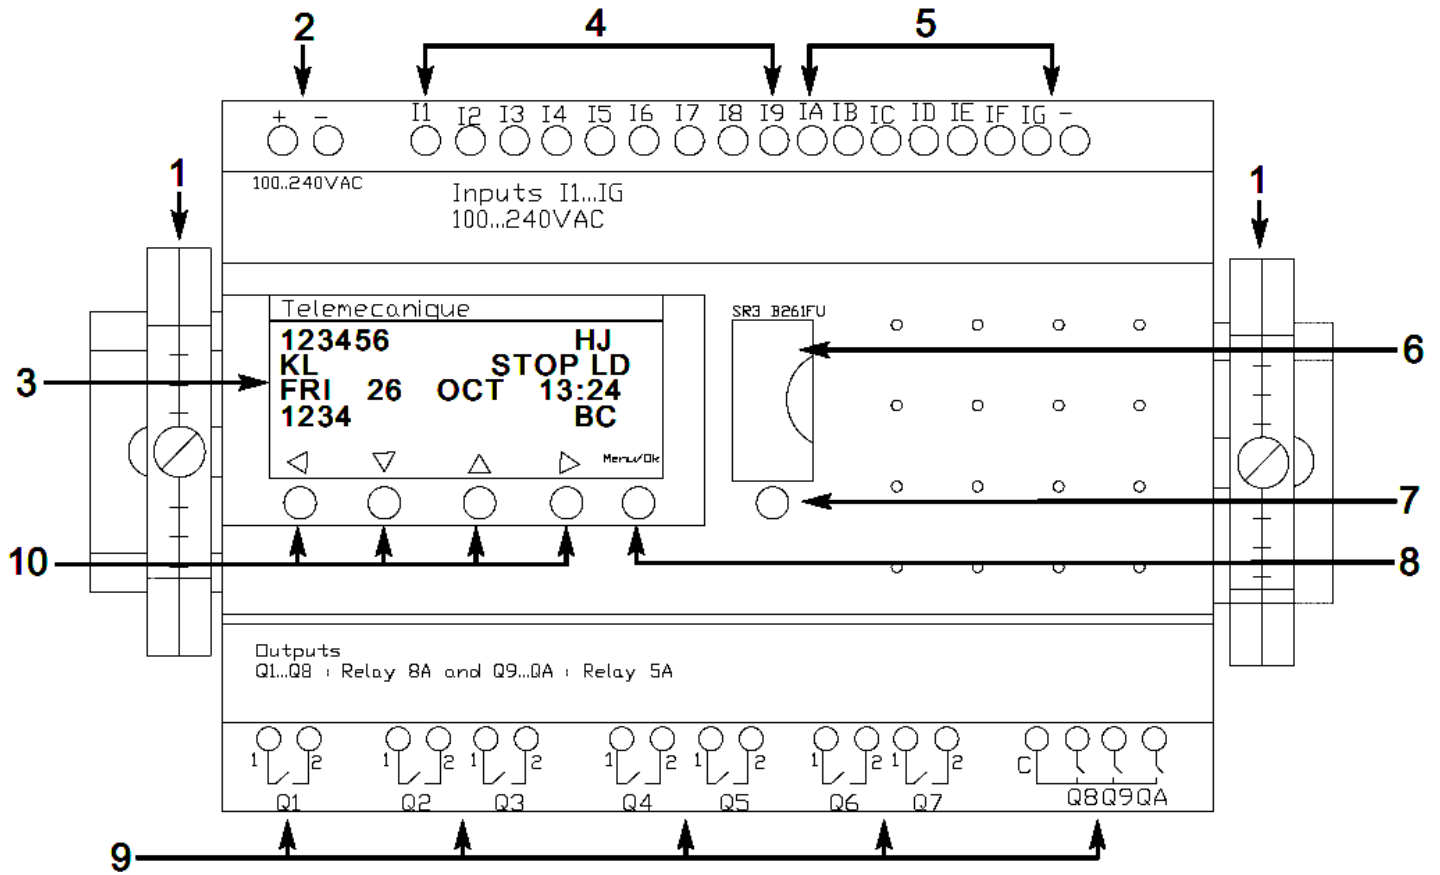 2 4 5
+ - I1 I2 I3 I4 I5 I6 I7 I8 I9 IA IB IC ID IE IF IG -
1 100..240VAC Inputs I1...IG 1
100...240VAC
Telemecanique SR3 B261FU
123456 HJ
KL STOP LD 6
3 FRI 26 OCT 13:24
1234 BC
Menu/Ok
7
10 8
Outputs
Q1...Q8 : Relay 8A and Q9...QA : Relay 5A
1 2 1 2 1 2 1 2 1 2 1 2 1 2 C
Q1 Q2 Q3 Q4 Q5 Q6 Q7 Q8 Q9 QA
9